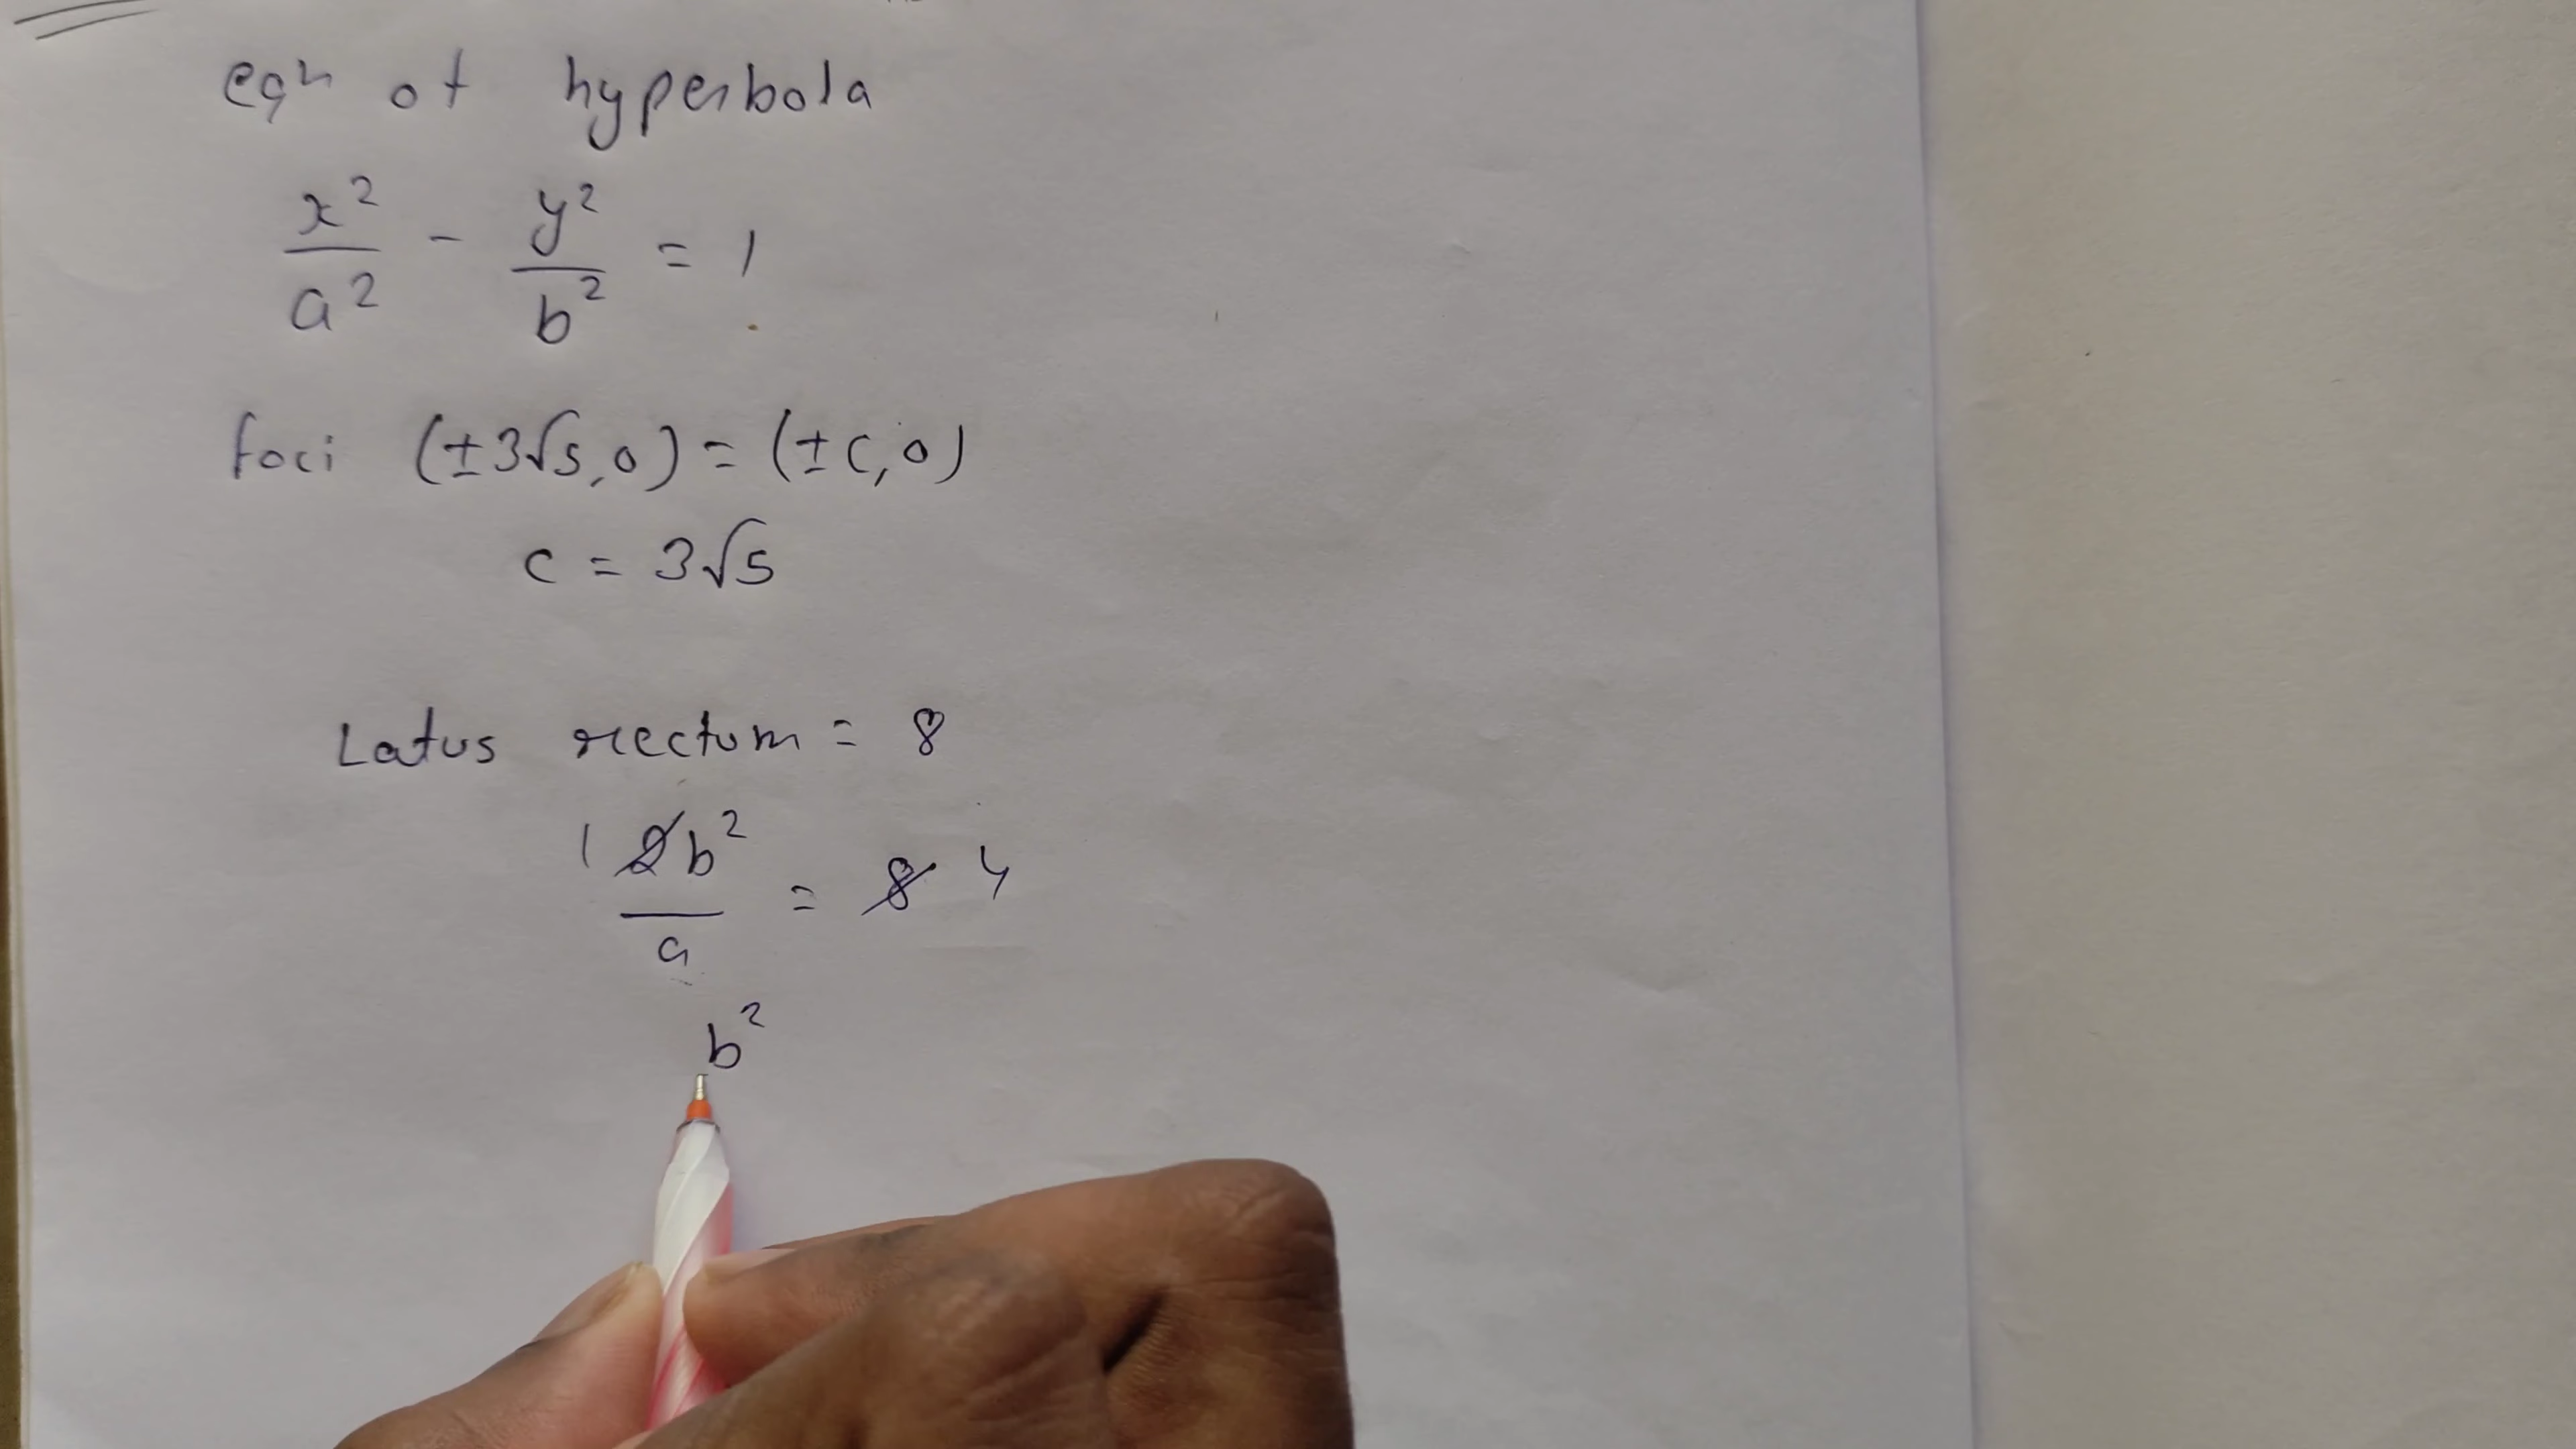 eqn of hyperbola
x²/a² - y²/b² = 1
foci (±3√5,0) = (±c,0)
c = 3√5
Latus rectum = 8
1 2b²/a = 8 4
b²